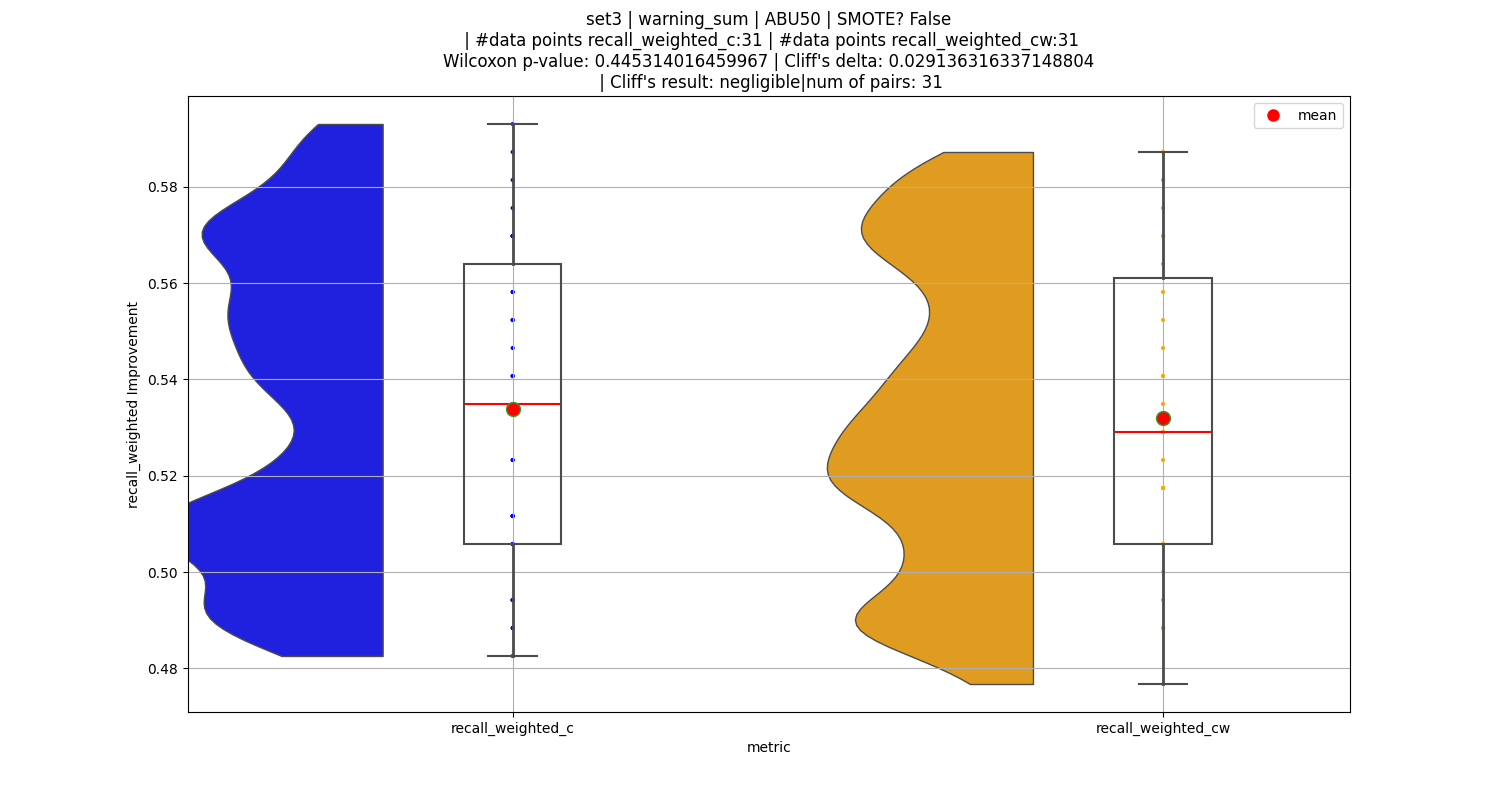 set3 | warning_sum | ABU50 | SMOTE? False
| #data points recall_weighted_c:31 | #data points recall_weighted_cw:31
Wilcoxon p-value: 0.445314016459967 | Cliff's delta: 0.029136316337148804
| Cliff's result: negligible|num of pairs: 31
mean
0.58
0.56
0.54
0.52
0.50
0.48
recall_weighted Improvement
recall_weighted_c
recall_weighted_cw
metric